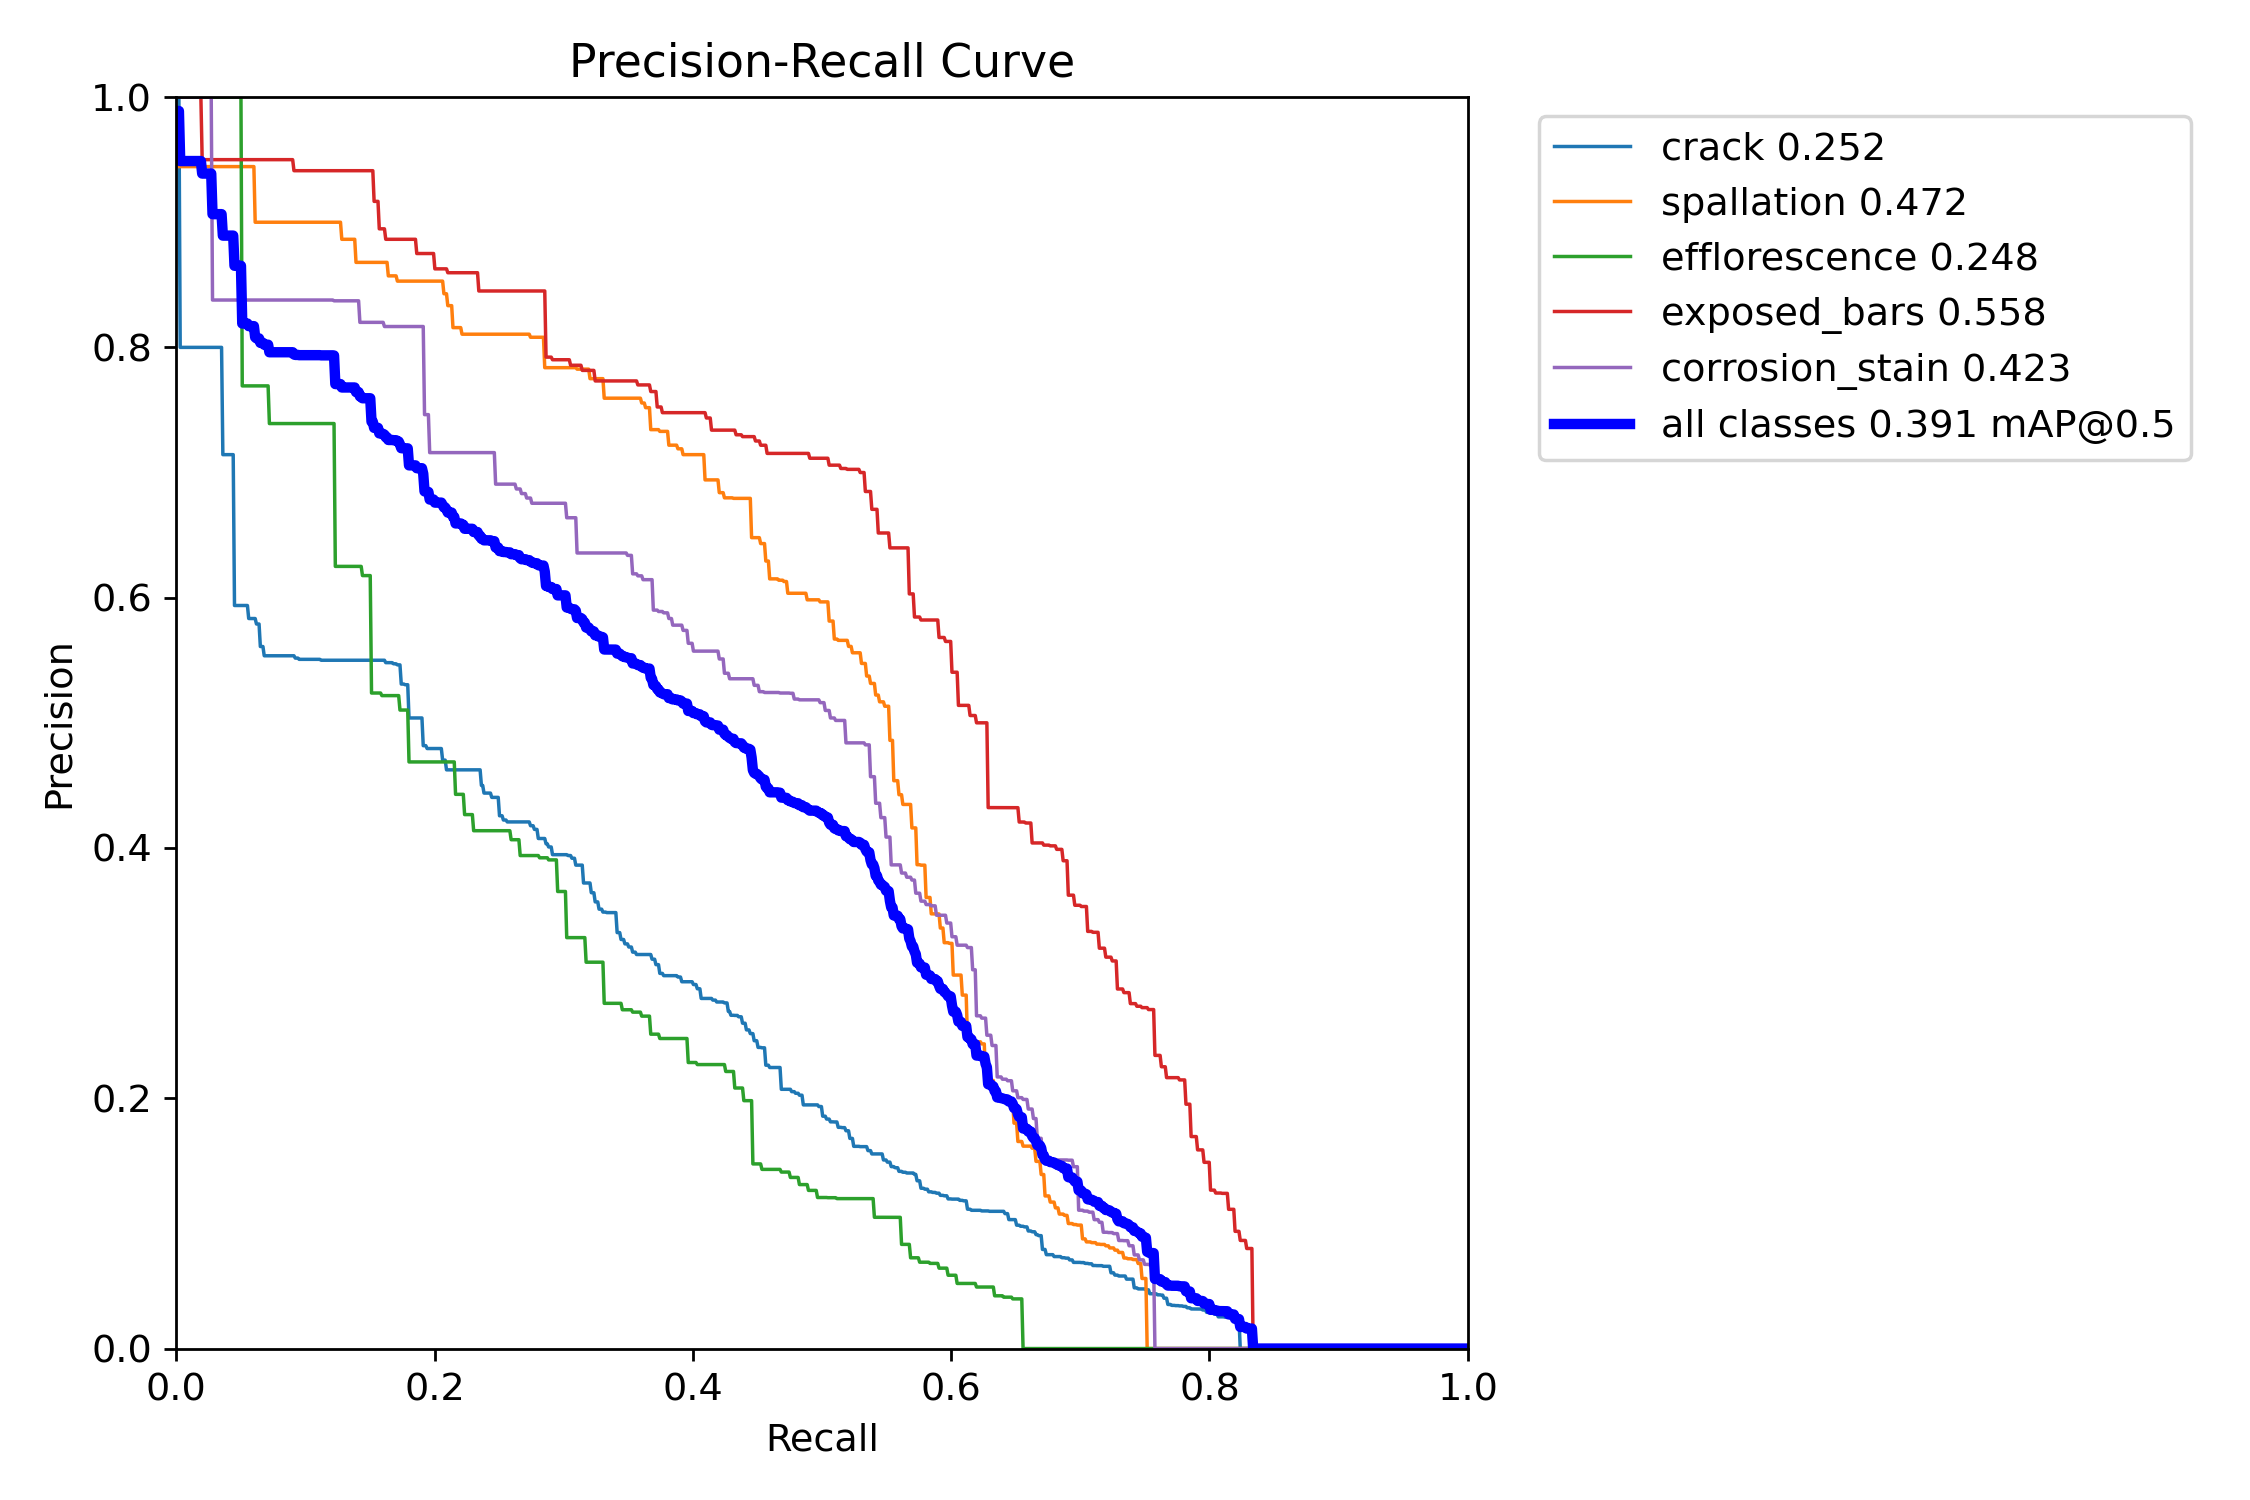 Precision-Recall Curve
crack 0.252
spallation 0.472
efflorescence 0.248
exposed_bars 0.558
corrosion_stain 0.423
all classes 0.391 mAP@0.5
Precision
1.0
0.8
0.6
0.4
0.2
0.0
0.0 0.2 0.4 0.6 0.8 1.0
Recall